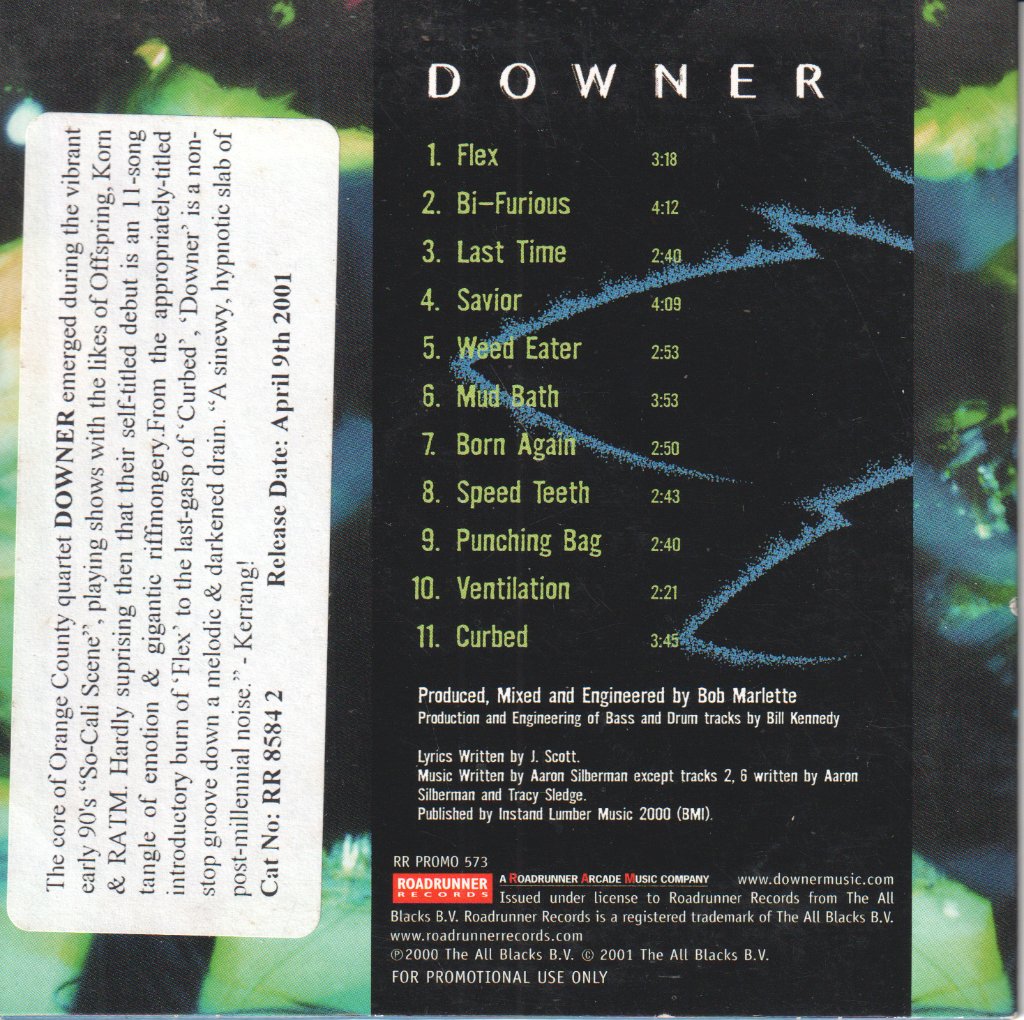 The core of Orange County quartet DOWNER emerged during the vibrant
early 90's "So-Cali Scene", playing shows with the likes of Offspring, Korn
& RATM. Hardly suprising then that their self-titled debut is an 11-song
tangle of emotion & gigantic riffmongery.From the appropriately-titled
introductory burn of 'Flex' to the last-gasp of 'Curbed', 'Downer' is a non-
stop groove down a melodic & darkened drain. "A sinewy, hypnotic slab of
post-millennial noise." - Kerrang!
Cat No: RR 8584 2 Release Date: April 9th 2001
DOWNER
1. Flex 3:18
2. Bi-Furious 4:12
3. Last Time 2:40
4. Savior 4:09
5. Weed Eater 2:53
6. Mud Bath 3:53
7. Born Again 2:50
8. Speed Teeth 2:43
9. Punching Bag 2:40
10. Ventilation 2:21
11. Curbed 3:45
Produced, Mixed and Engineered by Bob Marlette
Production and Engineering of Bass and Drum tracks by Bill Kennedy
Lyrics Written by J. Scott.
Music Written by Aaron Silberman except tracks 2, 6 written by Aaron
Silberman and Tracy Sledge.
Published by Instand Lumber Music 2000 (BMI).
RR PROMO 573
ROADRUNNER
RECORDS
A ROADRUNNER ARCADE MUSIC COMPANY www.downermusic.com
Issued under license to Roadrunner Records from The All
Blacks B.V. Roadrunner Records is a registered trademark of The All Blacks B.V.
www.roadrunnerrecords.com
℗2000 The All Blacks B.V. © 2001 The All Blacks B.V.
FOR PROMOTIONAL USE ONLY